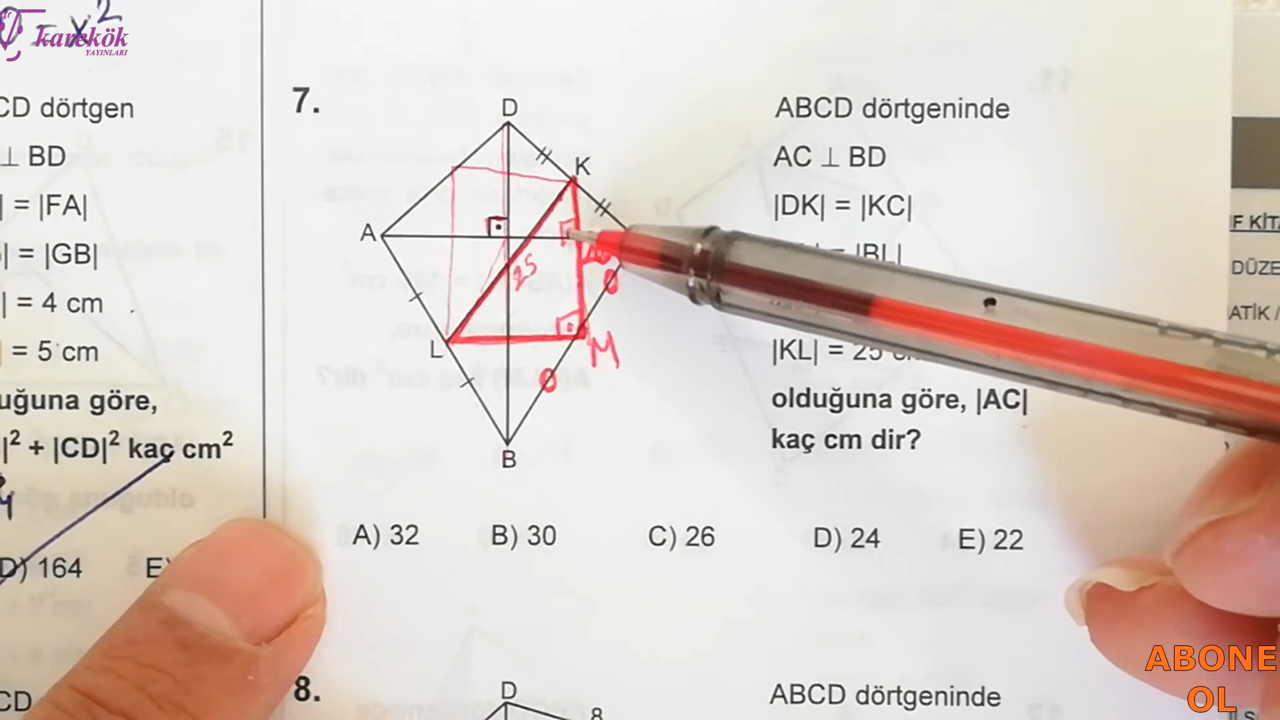 karekök
YAYINLARI
CD dörtgen
⊥ BD
| = |FA|
| = |GB|
| = 4 cm
= 5 cm
uğuna göre,
|² + |CD|² kaç cm²
D) 164
E)
7.
D
K
A
25
L
M
B
ABCD dörtgeninde
AC ⊥ BD
|DK| = |KC|
= |BL|
|KL| = 25
olduğuna göre, |AC|
kaç cm dir?
A) 32 B) 30 C) 26 D) 24 E) 22
CD
8.
D
8
ABCD dörtgeninde
ABONE
OL